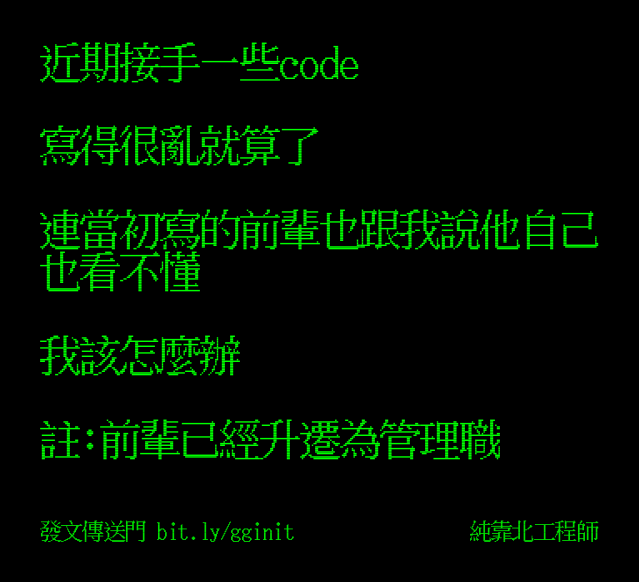 近期接手一些code
寫得很亂就算了
連當初寫的前輩也跟我說他自己
也看不懂
我該怎麼辦
註:前輩已經升遷為管理職
發文傳送門 bit.ly/gginit
純靠北工程師